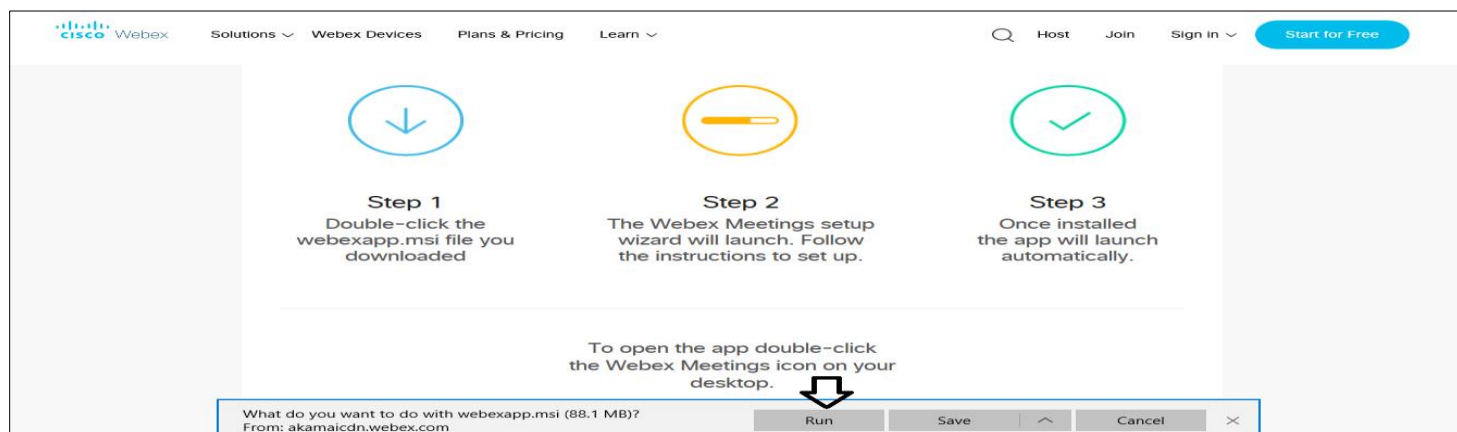 cisco Webex Solutions Webex Devices Plans & Pricing Learn Host Join Sign in Start for Free
Step 1
Double-click the
webexapp.msi file you
downloaded
Step 2
The Webex Meetings setup
wizard will launch. Follow
the instructions to set up.
Step 3
Once installed
the app will launch
automatically.
To open the app double-click
the Webex Meetings icon on your
desktop.
What do you want to do with webexapp.msi (88.1 MB)?
From: akamaicdn.webex.com
Run Save Cancel